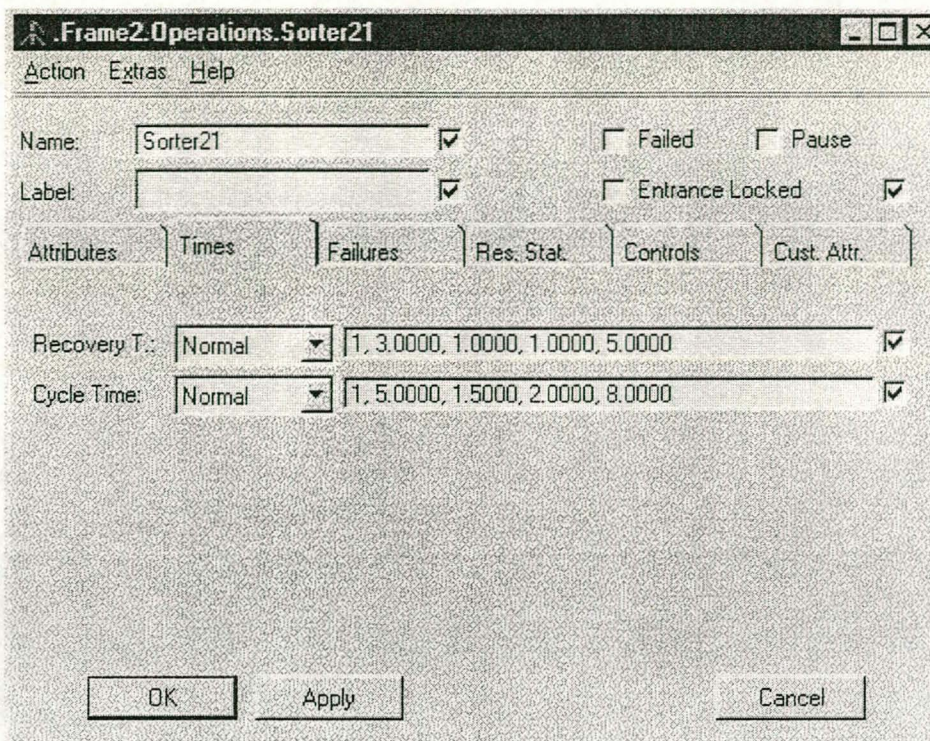 .Frame2.Operations.Sorter21
Action Extras Help
Name: Sorter21 Failed Pause
Label: Entrance Locked
Attributes Times Failures Res. Stat. Controls Cust. Attr.
Recovery T.: Normal 1, 3.0000, 1.0000, 1.0000, 5.0000
Cycle Time: Normal 1, 5.0000, 1.5000, 2.0000, 8.0000
OK Apply Cancel